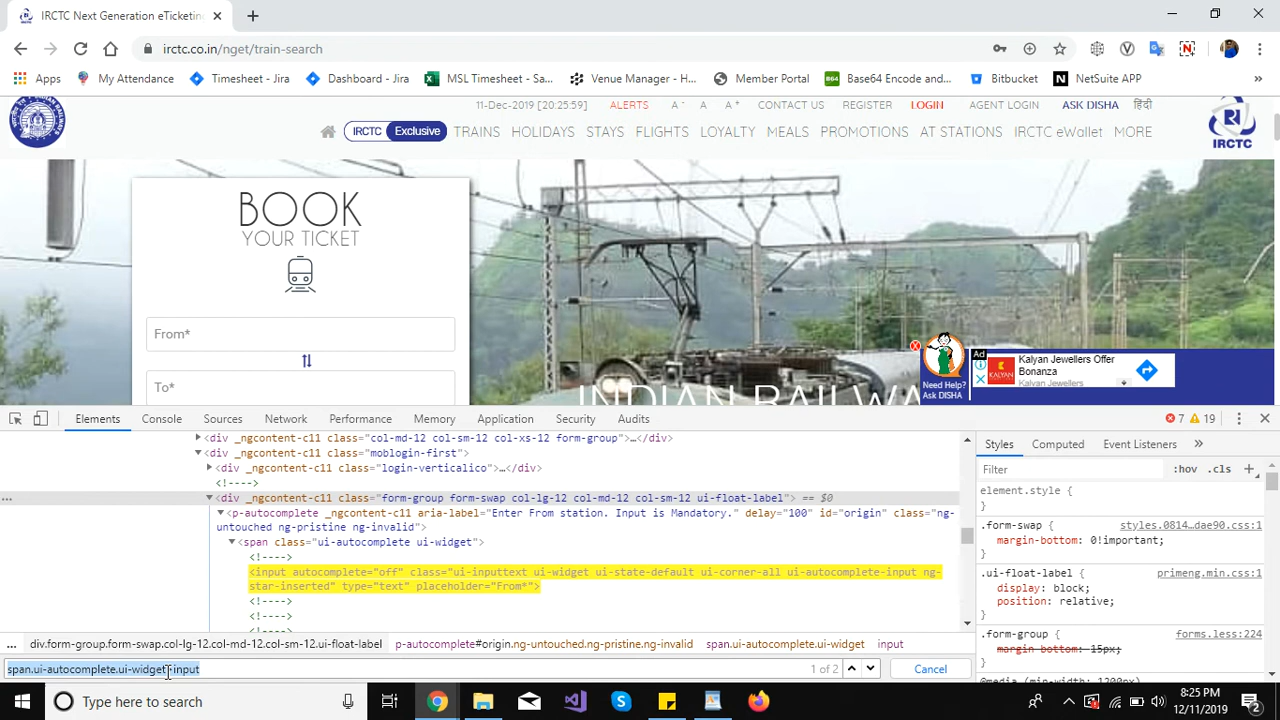 IRCTC Next Generation eTicketing
irctc.co.in/nget/train-search
Apps My Attendance Timesheet - Jira Dashboard - Jira MSL Timesheet - Sa... Venue Manager - H... Member Portal B64 Base64 Encode and... Bitbucket N NetSuite APP »
11-Dec-2019 [20:25:59] ALERTS A - A A + CONTACT US REGISTER LOGIN AGENT LOGIN ASK DISHA हिंदी
IRCTC Exclusive TRAINS HOLIDAYS STAYS FLIGHTS LOYALTY MEALS PROMOTIONS AT STATIONS IRCTC eWallet MORE
IRCTC
BOOK
YOUR TICKET
From*
To*
INDIAN RAILWA
Need Help?
Ask DISHA
Ad
KALYAN
Kalyan Jewellers Offer
Bonanza
Kalyan Jewellers
Elements Console Sources Network Performance Memory Application Security Audits 7 19
<div _ngcontent-c11 class="col-md-12 col-sm-12 col-xs-12 form-group">…</div>
<div _ngcontent-c11 class="moblogin-first">
<div _ngcontent-c11 class="login-verticalico">…</div>
<!---->
... <div _ngcontent-c11 class="form-group form-swap col-lg-12 col-md-12 col-sm-12 ui-float-label"> == $0
<p-autocomplete _ngcontent-c11 aria-label="Enter From station. Input is Mandatory." delay="100" id="origin" class="ng-
untouched ng-pristine ng-invalid">
<span class="ui-autocomplete ui-widget">
<!---->
<input autocomplete="off" class="ui-inputtext ui-widget ui-state-default ui-corner-all ui-autocomplete-input ng-
star-inserted" type="text" placeholder="From*">
<!---->
<!---->
... div.form-group.form-swap.col-lg-12.col-md-12.col-sm-12.ui-float-label p-autocomplete#origin.ng-untouched.ng-pristine.ng-invalid span.ui-autocomplete.ui-widget input
span.ui-autocomplete.ui-widget>input 1 of 2 Cancel
Styles Computed Event Listeners »
Filter :hov .cls +
element.style {
}
.form-swap { styles.0814…dae90.css:1
margin-bottom: 0!important;
}
.ui-float-label { primeng.min.css:1
display: block;
position: relative;
}
.form-group { forms.less:224
margin-bottom: 15px;
}
Type here to search
8:25 PM
12/11/2019
2